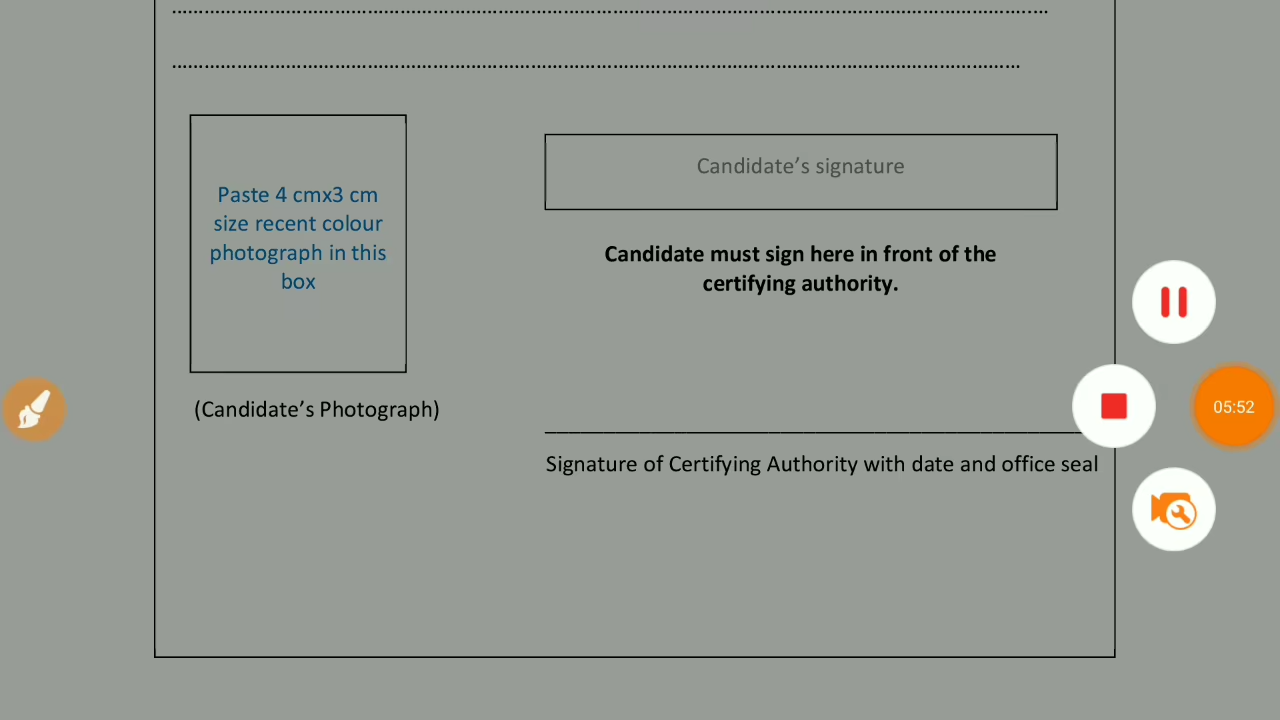 Paste 4 cmx3 cm
size recent colour
photograph in this
box
Candidate’s signature
Candidate must sign here in front of the
certifying authority.
(Candidate’s Photograph)
05:52
Signature of Certifying Authority with date and office seal